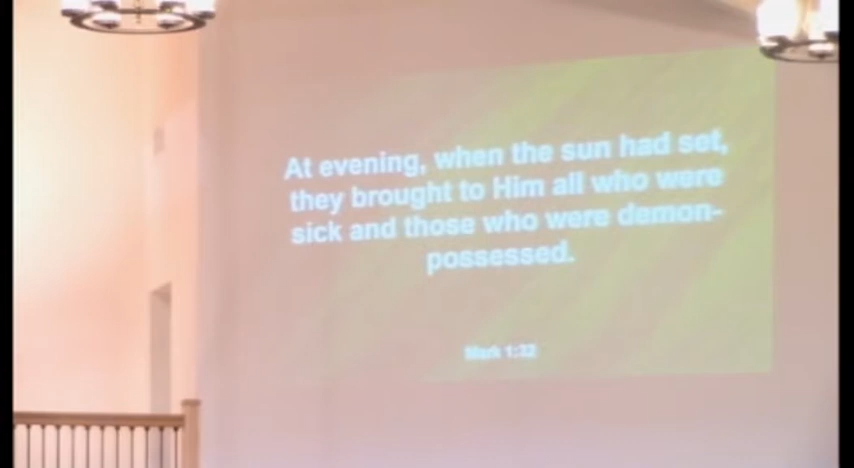 At evening, when the sun had set,
they brought to Him all who were
sick and those who were demon-
possessed.
Mark 1:32